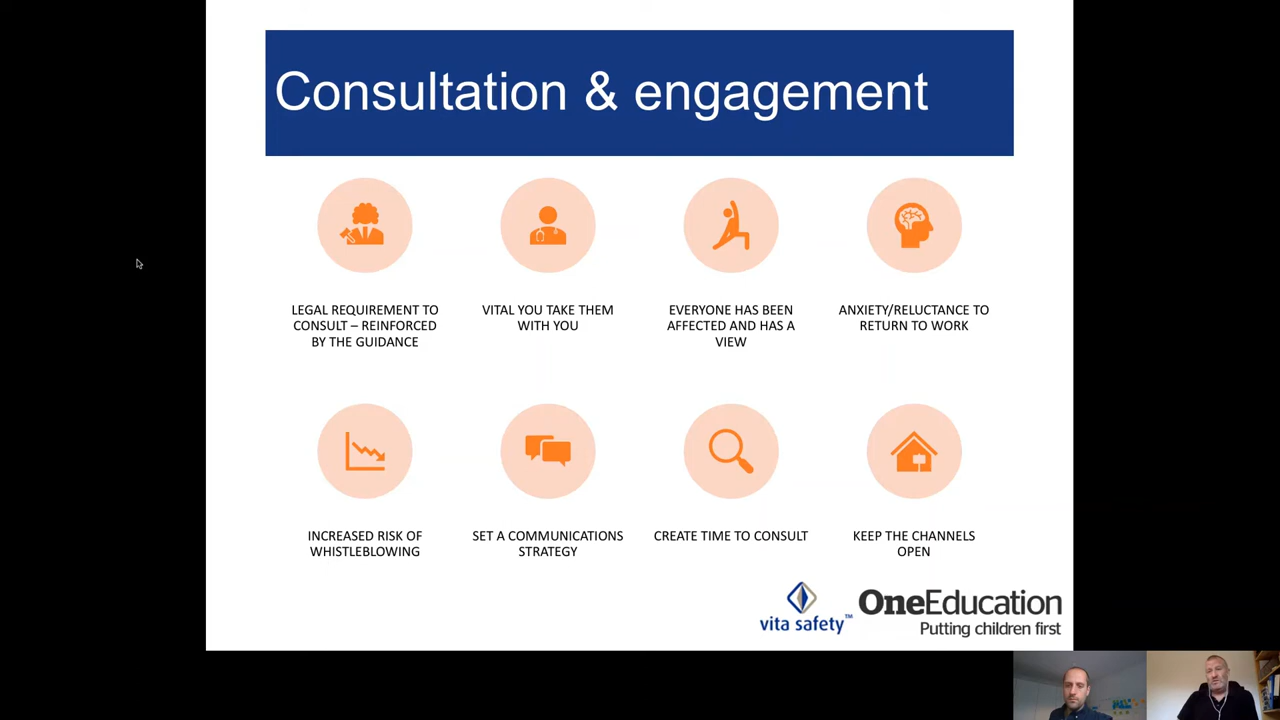 Consultation & engagement
LEGAL REQUIREMENT TO
CONSULT – REINFORCED
BY THE GUIDANCE
VITAL YOU TAKE THEM
WITH YOU
EVERYONE HAS BEEN
AFFECTED AND HAS A
VIEW
ANXIETY/RELUCTANCE TO
RETURN TO WORK
INCREASED RISK OF
WHISTLEBLOWING
SET A COMMUNICATIONS
STRATEGY
CREATE TIME TO CONSULT
KEEP THE CHANNELS
OPEN
vita safety™
OneEducation
Putting children first